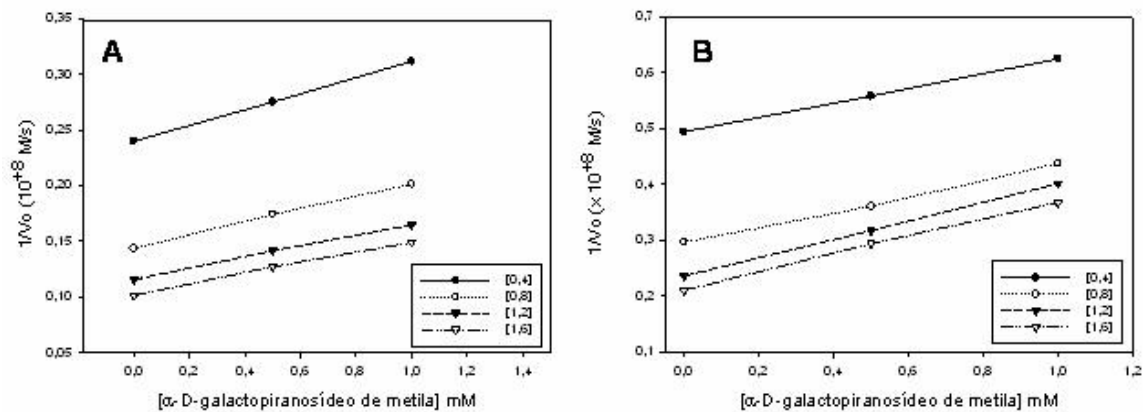 A
0,35
0,30
0,25
0,20
0,15
0,10
0,05
1/Vo (10+8 M/s)
0,0 0,2 0,4 0,6 0,8 1,0 1,2 1,4
[α-D-galactopiranosídeo de metila] mM
[0,4]
[0,8]
[1,2]
[1,6]
B
0,7
0,6
0,5
0,4
0,3
0,2
0,1
1/Vo (×10+8 M/s)
0,0 0,2 0,4 0,6 0,8 1,0 1,2
[α-D-galactopiranosídeo de metila] mM
[0,4]
[0,8]
[1,2]
[1,6]